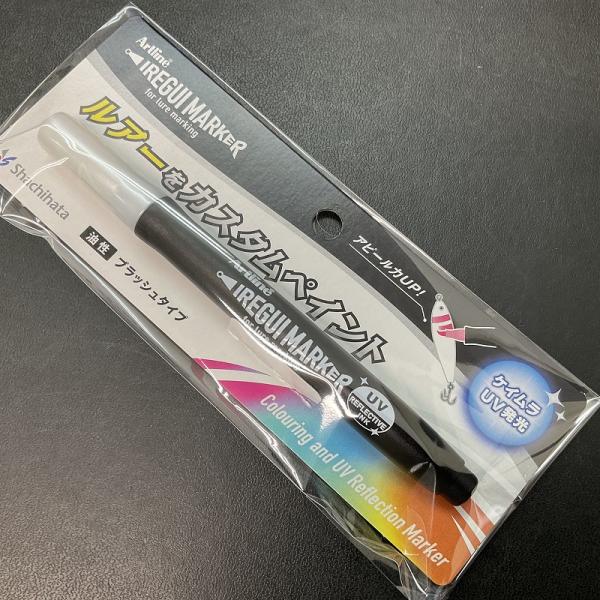 Artline
IREGUI MARKER
for lure marking
ルアーをカスタムペイント
Shachihata
油性
ブラッシュタイプ
アピール力UP!
Artline
IREGUI MARKER
for lure
UV
REFLECTIVE
INK
ケイムラ
UV発光
Colouring and UV Reflection Marker